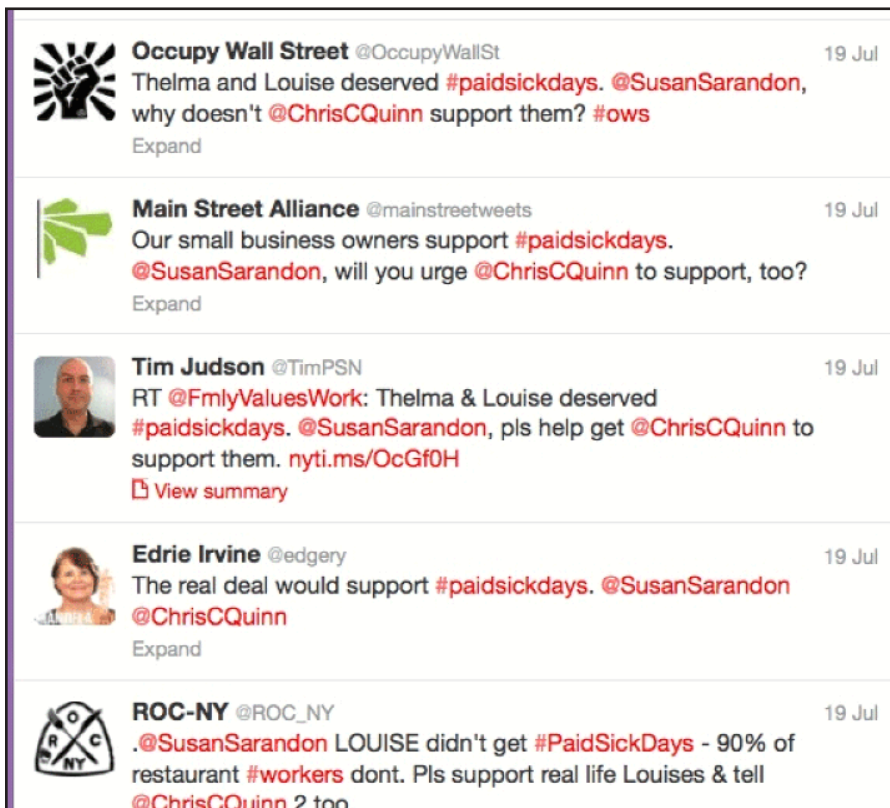 Occupy Wall Street @OccupyWallSt 19 Jul
Thelma and Louise deserved #paidsickdays. @SusanSarandon,
why doesn't @ChrisCQuinn support them? #ows
Expand
Main Street Alliance @mainstreetweets 19 Jul
Our small business owners support #paidsickdays.
@SusanSarandon, will you urge @ChrisCQuinn to support, too?
Expand
Tim Judson @TimPSN 19 Jul
RT @FmlyValuesWork: Thelma & Louise deserved
#paidsickdays. @SusanSarandon, pls help get @ChrisCQuinn to
support them. nyti.ms/OcGf0H
View summary
Edrie Irvine @edgery 19 Jul
The real deal would support #paidsickdays. @SusanSarandon
@ChrisCQuinn
Expand
ROC-NY @ROC_NY 19 Jul
R O C
NY
.@SusanSarandon LOUISE didn't get #PaidSickDays - 90% of
restaurant #workers dont. Pls support real life Louises & tell
@ChrisCQuinn 2 too